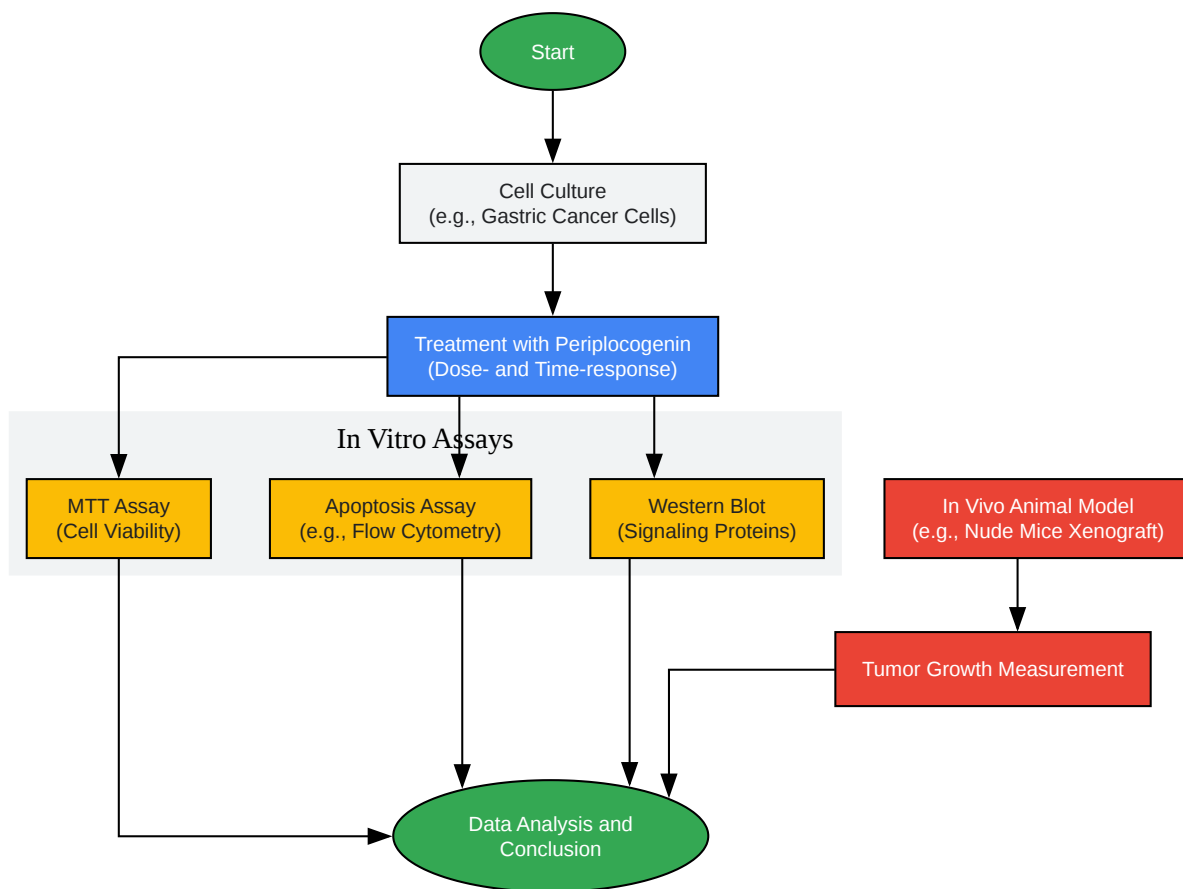 Start
Cell Culture
(e.g., Gastric Cancer Cells)
Treatment with Periplocogenin
(Dose- and Time-response)
In Vitro Assays
MTT Assay
(Cell Viability)
Apoptosis Assay
(e.g., Flow Cytometry)
Western Blot
(Signaling Proteins)
In Vivo Animal Model
(e.g., Nude Mice Xenograft)
Tumor Growth Measurement
Data Analysis and
Conclusion